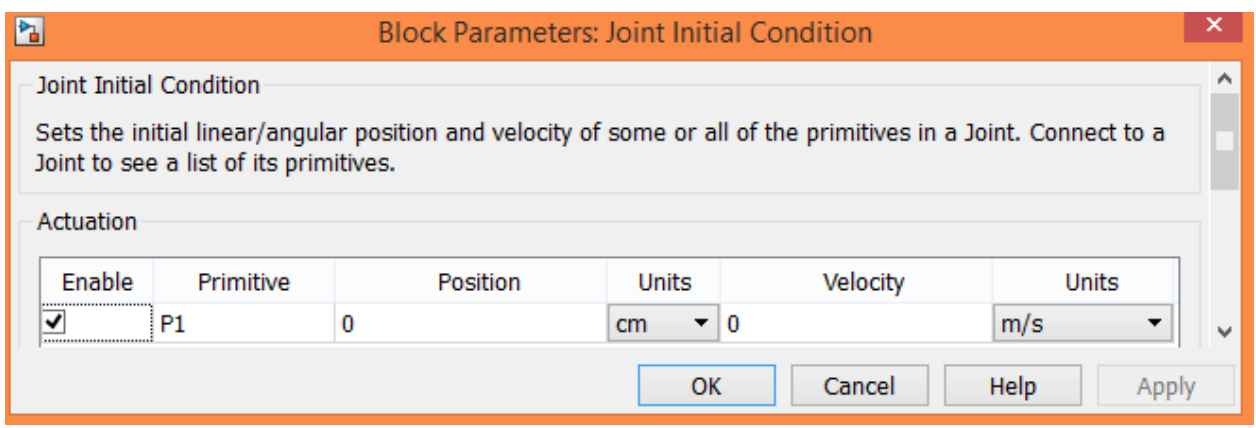 Block Parameters: Joint Initial Condition
Joint Initial Condition
Sets the initial linear/angular position and velocity of some or all of the primitives in a Joint. Connect to a
Joint to see a list of its primitives.
Actuation
Enable Primitive Position Units Velocity Units
P1 0 cm 0 m/s
OK Cancel Help Apply